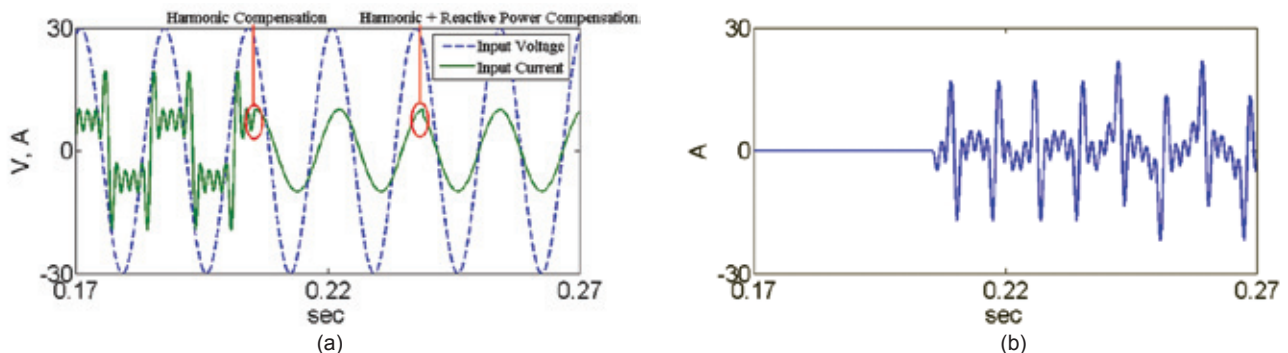 Harmonic Compensation
Harmonic + Reactive Power Compensation
30
Input Voltage
Input Current
V, A
0
-30
0.17
0.22
0.27
sec
(a)
30
A
0
-30
0.17
0.22
0.27
sec
(b)